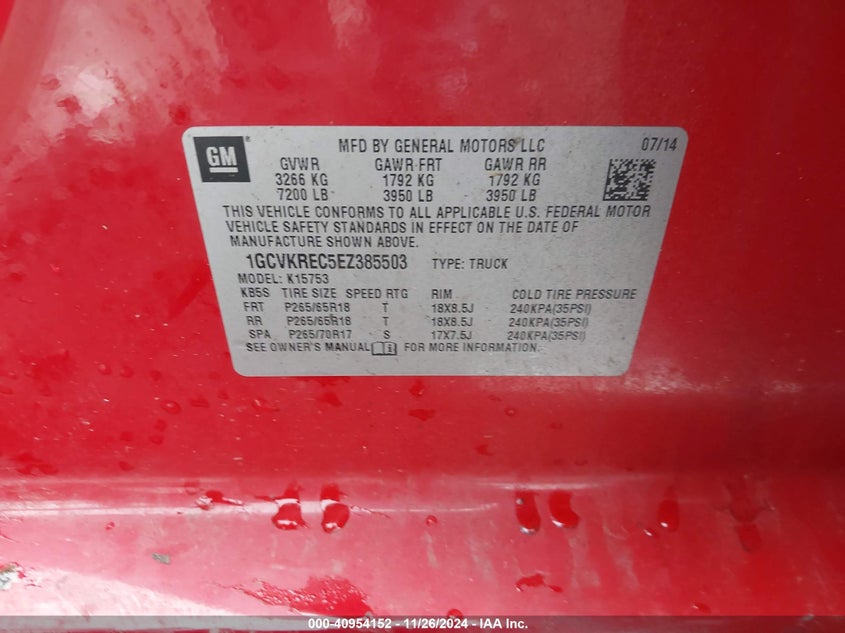 GM
MFD BY GENERAL MOTORS LLC 07/14
GVWR GAWR FRT GAWR RR
3266 KG 1792 KG 1792 KG
7200 LB 3950 LB 3950 LB
THIS VEHICLE CONFORMS TO ALL APPLICABLE U.S. FEDERAL MOTOR
VEHICLE SAFETY STANDARDS IN EFFECT ON THE DATE OF
MANUFACTURE SHOWN ABOVE.
1GCVKREC5EZ385503 TYPE: TRUCK
MODEL: K15753
KB5S TIRE SIZE SPEED RTG RIM COLD TIRE PRESSURE
FRT P265/65R18 T 18X8.5J 240KPA(35PSI)
RR P265/65R18 T 18X8.5J 240KPA(35PSI)
SPA P265/70R17 S 17X7.5J 240KPA(35PSI)
SEE OWNER'S MANUAL FOR MORE INFORMATION.
000-40954152 - 11/26/2024 - IAA Inc.